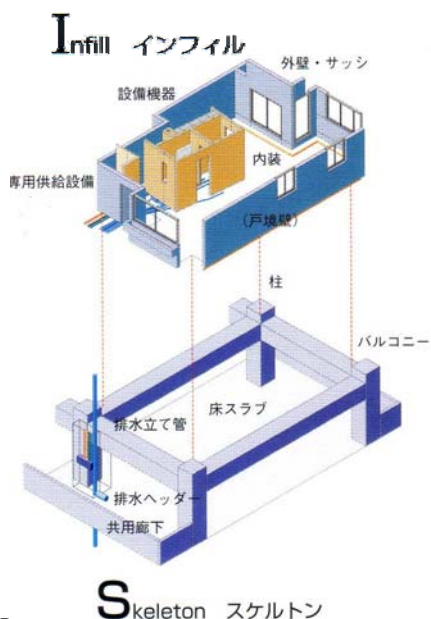 Infill インフィル
外壁・サッシ
設備機器
内装
専用供給設備
(戸境壁)
柱
バルコニー
床スラブ
排水立て管
排水ヘッダー
共用廊下
Skeleton スケルトン